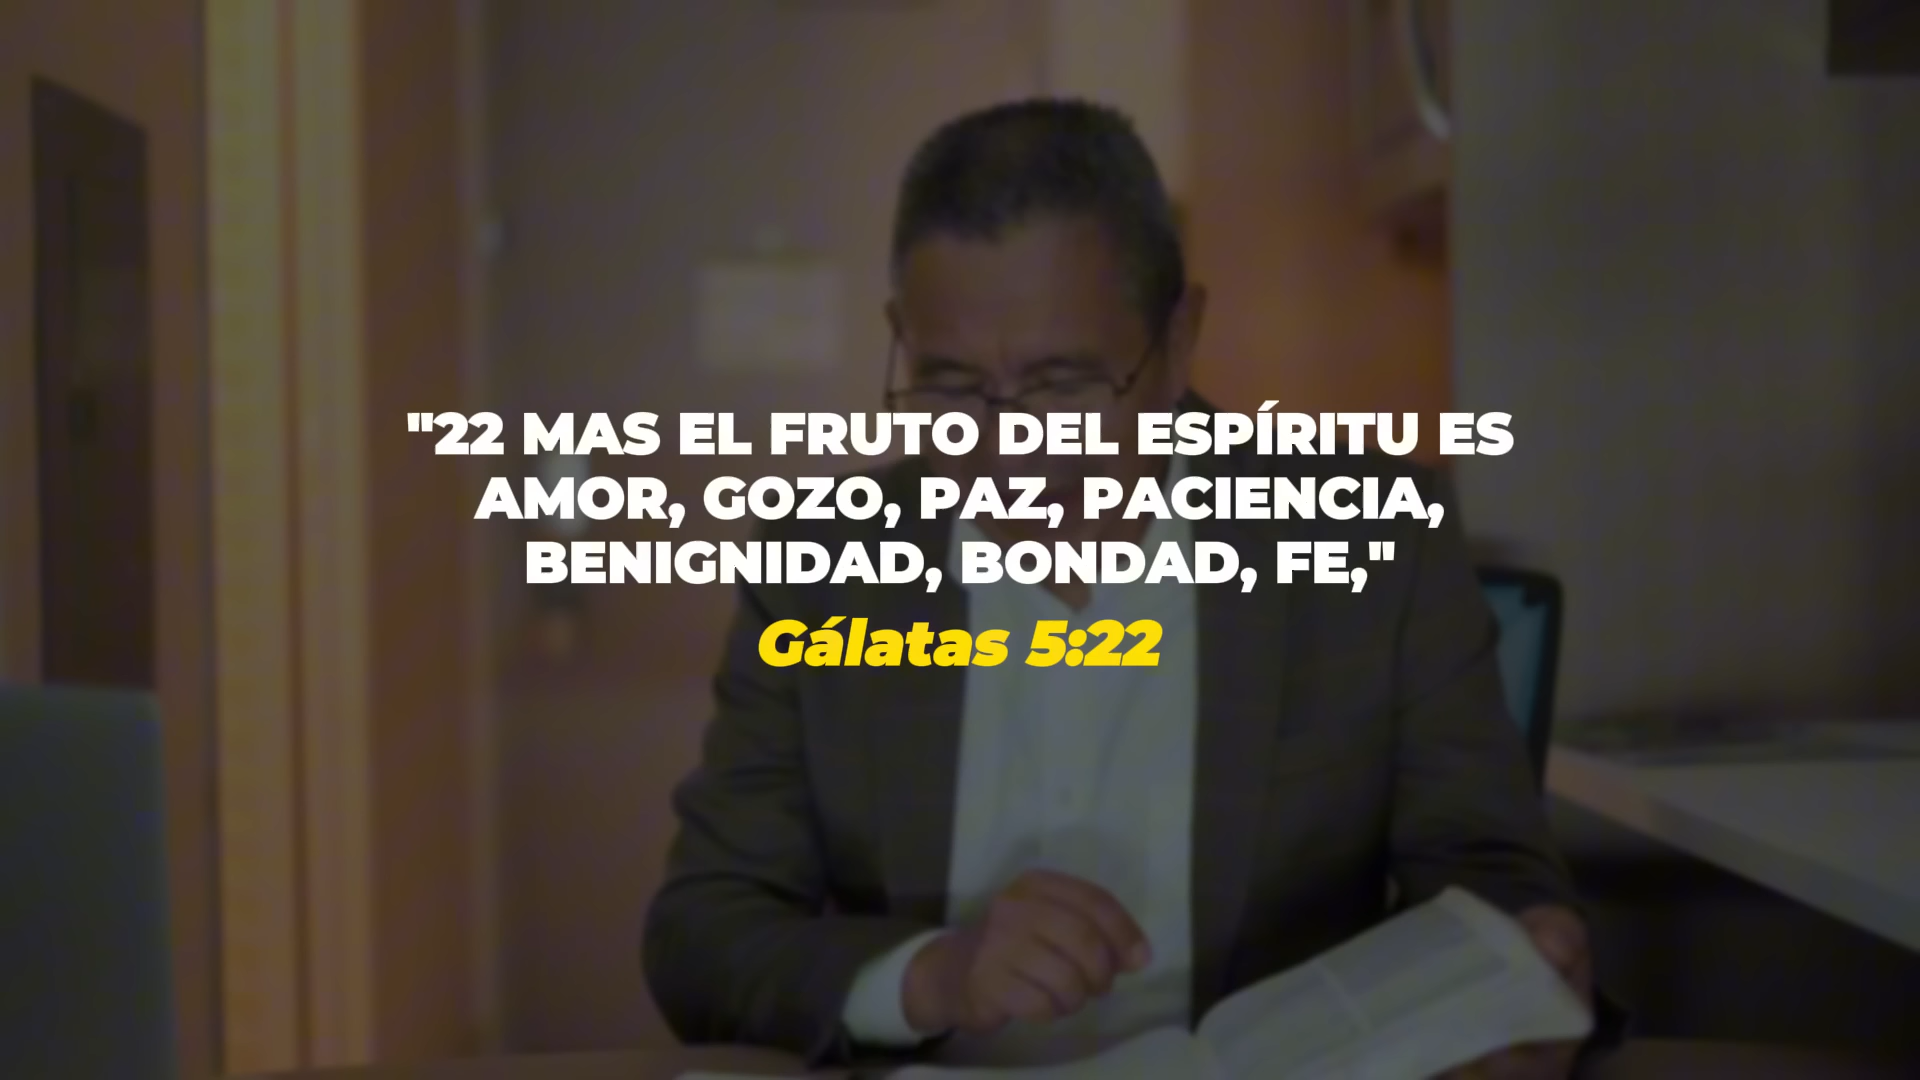 "22 MAS EL FRUTO DEL ESPÍRITU ES
AMOR, GOZO, PAZ, PACIENCIA,
BENIGNIDAD, BONDAD, FE,"
Gálatas 5:22